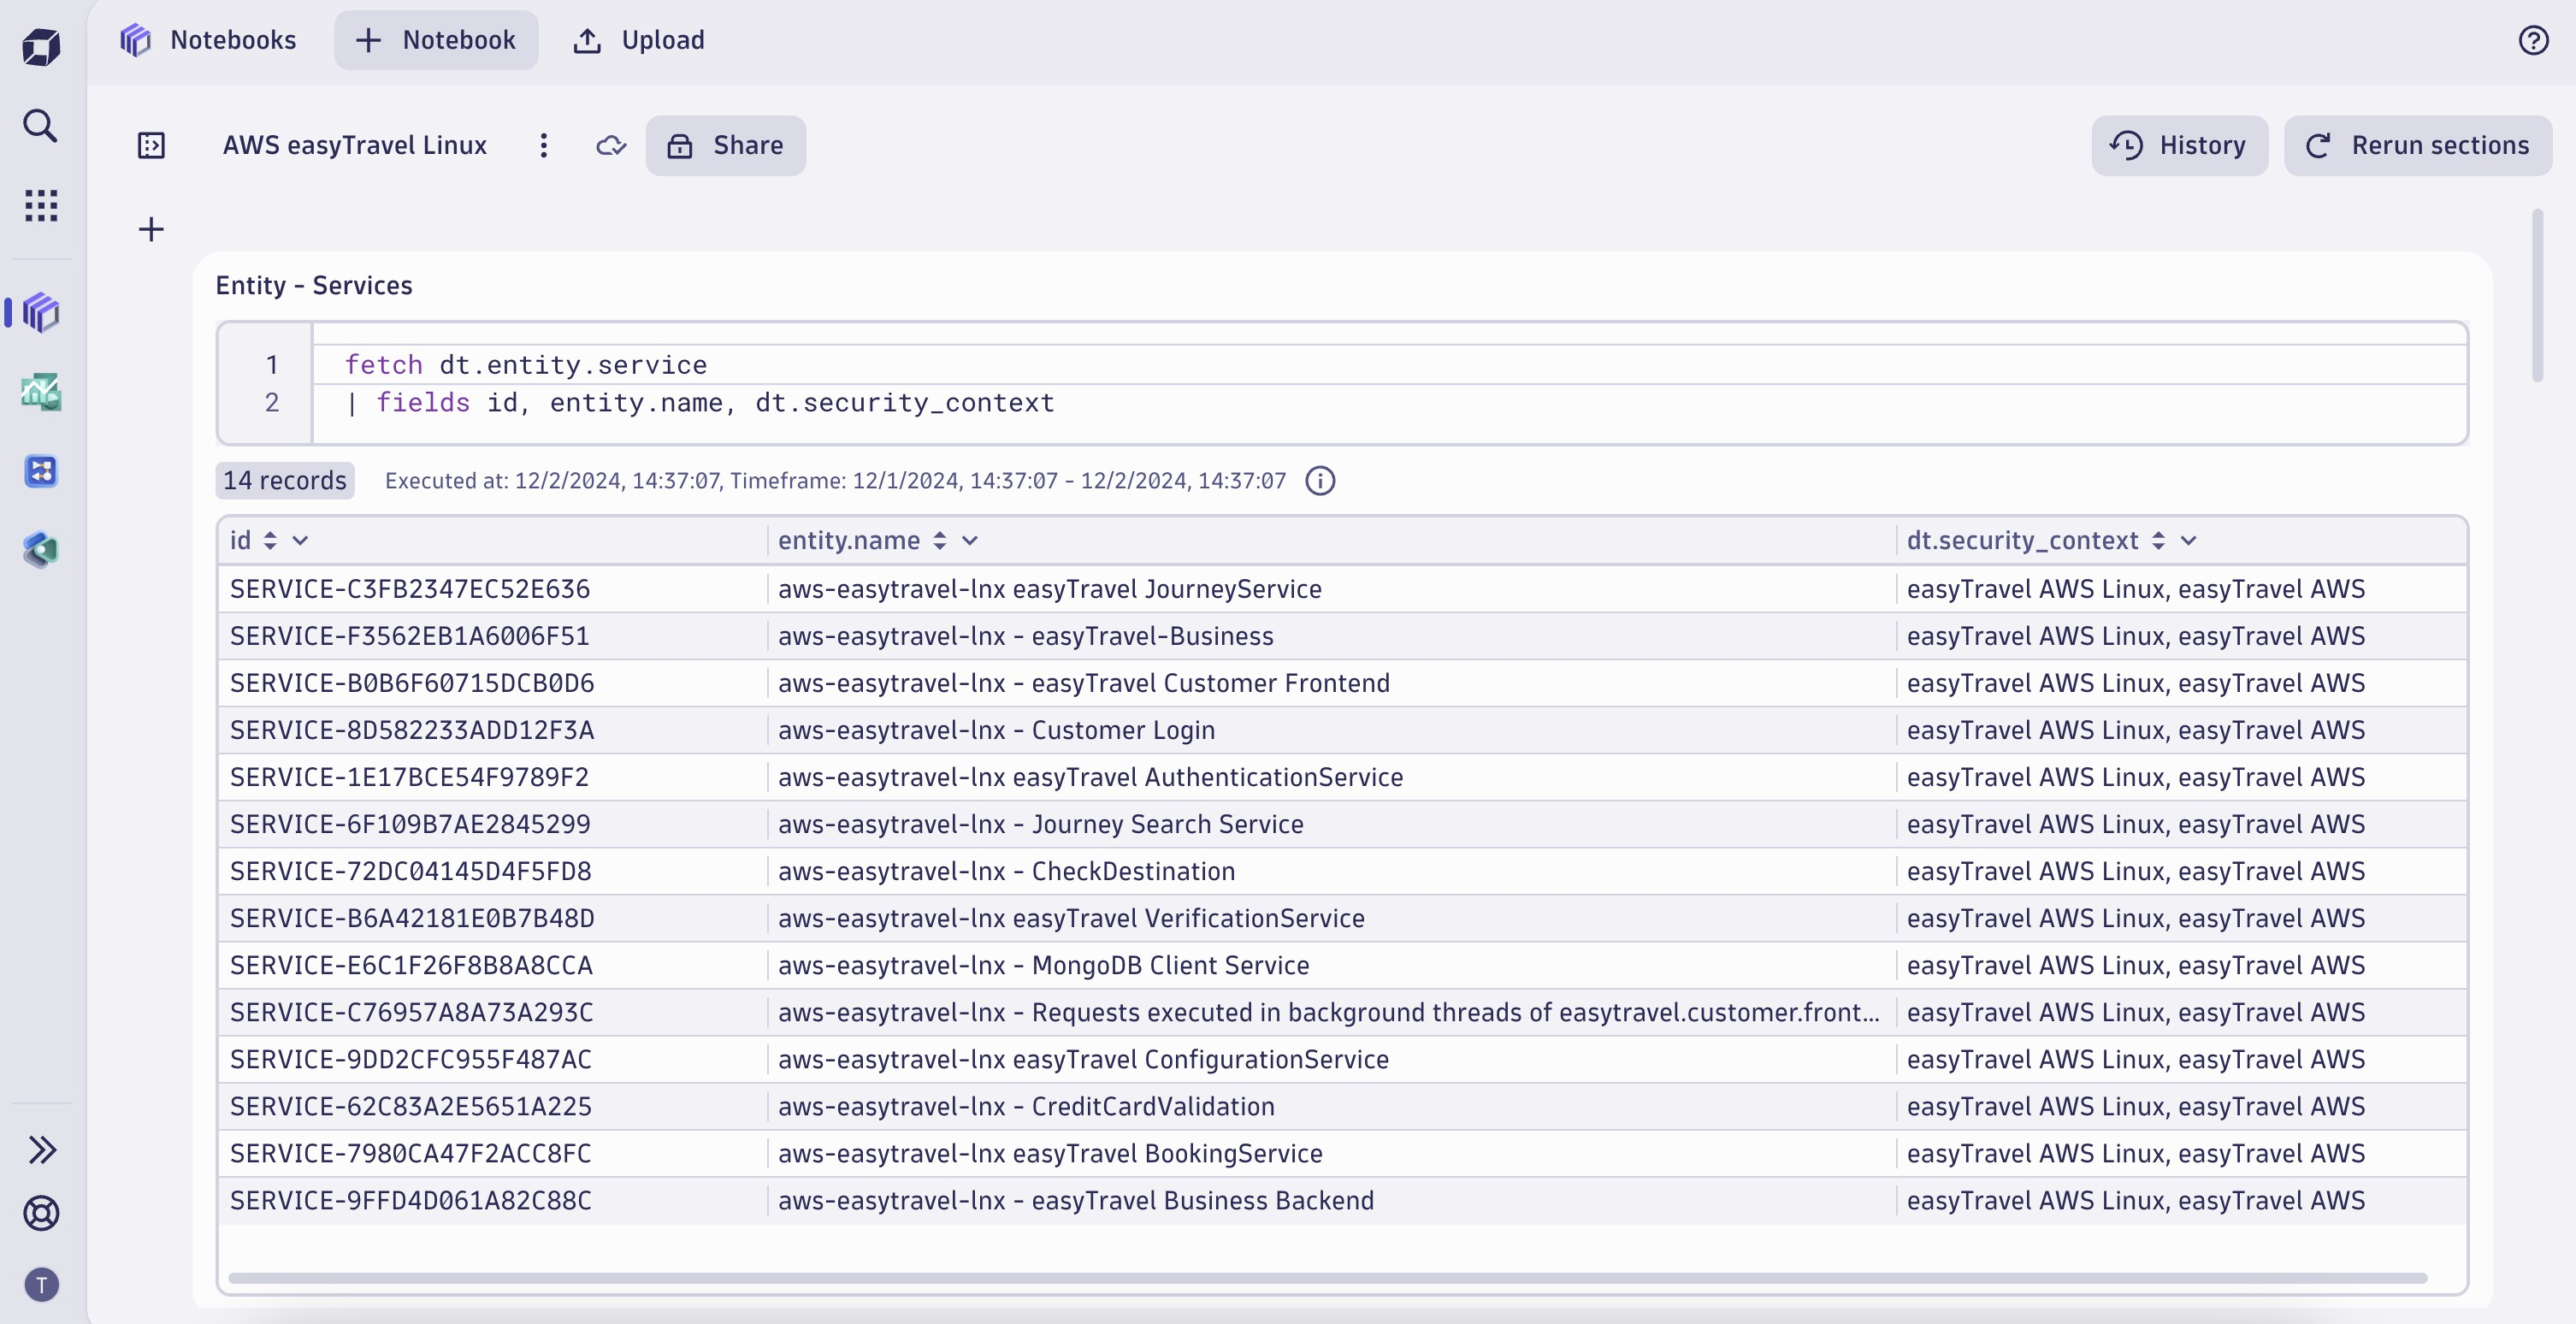 Notebooks
Notebook
Upload
AWS easyTravel Linux
Share
History
Rerun sections
Entity - Services
1 fetch dt.entity.service
2 | fields id, entity.name, dt.security_context
14 records Executed at: 12/2/2024, 14:37:07, Timeframe: 12/1/2024, 14:37:07 - 12/2/2024, 14:37:07
id entity.name dt.security_context
SERVICE-C3FB2347EC52E636 aws-easytravel-lnx easyTravel JourneyService easyTravel AWS Linux, easyTravel AWS
SERVICE-F3562EB1A6006F51 aws-easytravel-lnx - easyTravel-Business easyTravel AWS Linux, easyTravel AWS
SERVICE-B0B6F60715DCB0D6 aws-easytravel-lnx - easyTravel Customer Frontend easyTravel AWS Linux, easyTravel AWS
SERVICE-8D582233ADD12F3A aws-easytravel-lnx - Customer Login easyTravel AWS Linux, easyTravel AWS
SERVICE-1E17BCE54F9789F2 aws-easytravel-lnx easyTravel AuthenticationService easyTravel AWS Linux, easyTravel AWS
SERVICE-6F109B7AE2845299 aws-easytravel-lnx - Journey Search Service easyTravel AWS Linux, easyTravel AWS
SERVICE-72DC04145D4F5FD8 aws-easytravel-lnx - CheckDestination easyTravel AWS Linux, easyTravel AWS
SERVICE-B6A42181E0B7B48D aws-easytravel-lnx easyTravel VerificationService easyTravel AWS Linux, easyTravel AWS
SERVICE-E6C1F26F8B8A8CCA aws-easytravel-lnx - MongoDB Client Service easyTravel AWS Linux, easyTravel AWS
SERVICE-C76957A8A73A293C aws-easytravel-lnx - Requests executed in background threads of easytravel.customer.front... easyTravel AWS Linux, easyTravel AWS
SERVICE-9DD2CFC955F487AC aws-easytravel-lnx easyTravel ConfigurationService easyTravel AWS Linux, easyTravel AWS
SERVICE-62C83A2E5651A225 aws-easytravel-lnx - CreditCardValidation easyTravel AWS Linux, easyTravel AWS
SERVICE-7980CA47F2ACC8FC aws-easytravel-lnx easyTravel BookingService easyTravel AWS Linux, easyTravel AWS
SERVICE-9FFD4D061A82C88C aws-easytravel-lnx - easyTravel Business Backend easyTravel AWS Linux, easyTravel AWS
T